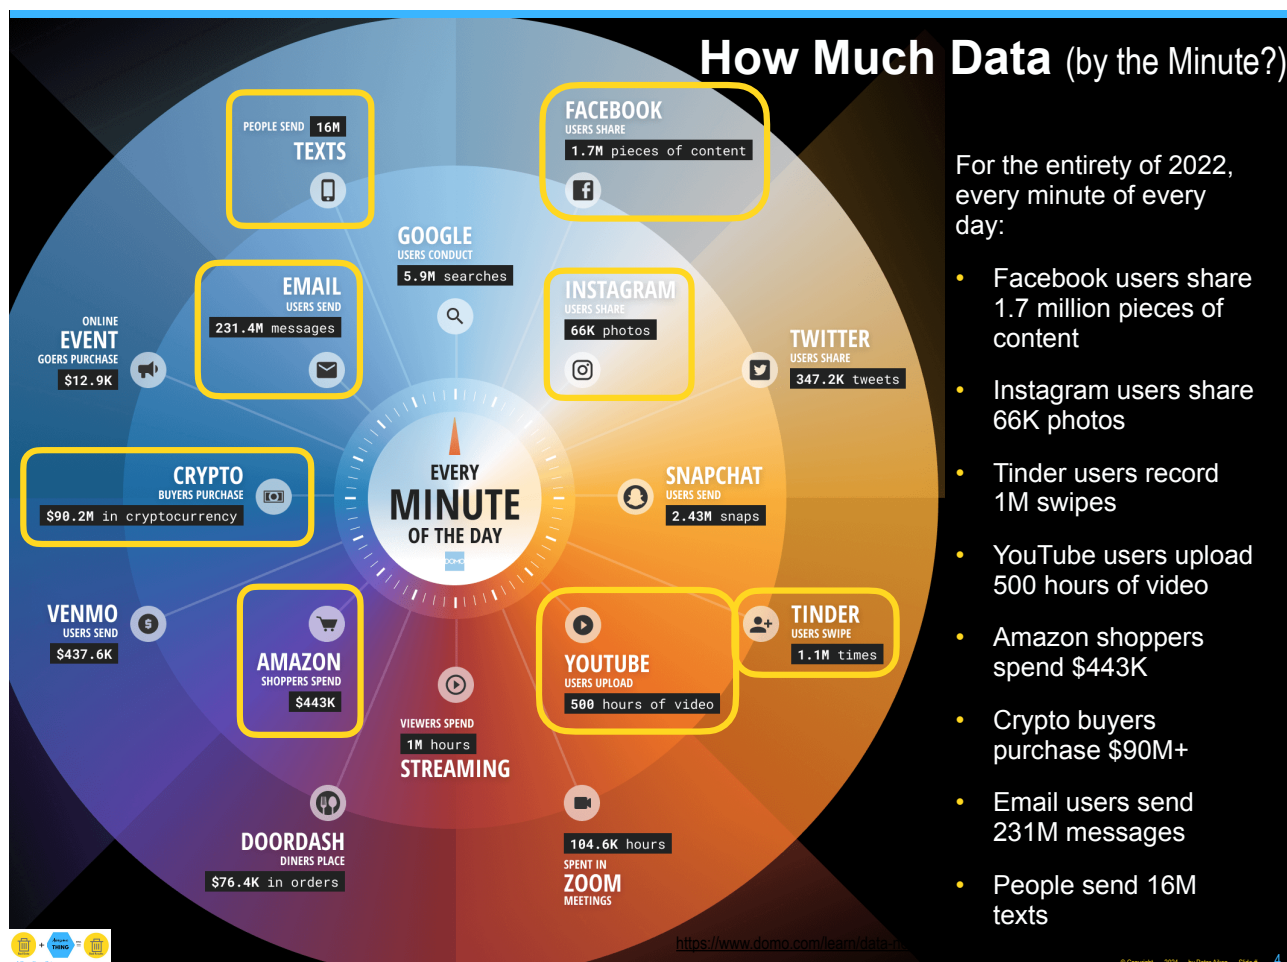 How Much Data (by the Minute?)
PEOPLE SEND 16M
TEXTS
FACEBOOK
USERS SHARE
1.7M pieces of content
GOOGLE
USERS CONDUCT
5.9M searches
EMAIL
USERS SEND
231.4M messages
INSTAGRAM
USERS SHARE
66K photos
ONLINE
EVENT
GOERS PURCHASE
$12.9K
TWITTER
USERS SHARE
347.2K tweets
CRYPTO
BUYERS PURCHASE
$90.2M in cryptocurrency
EVERY
MINUTE
OF THE DAY
DOMO
SNAPCHAT
USERS SEND
2.43M snaps
VENMO
USERS SEND
$437.6K
AMAZON
SHOPPERS SPEND
$443K
YOUTUBE
USERS UPLOAD
500 hours of video
TINDER
USERS SWIPE
1.1M times
VIEWERS SPEND
1M hours
STREAMING
DOORDASH
DINERS PLACE
$76.4K in orders
104.6K hours
SPENT IN
ZOOM
MEETINGS
For the entirety of 2022,
every minute of every
day:
• Facebook users share
1.7 million pieces of
content
• Instagram users share
66K photos
• Tinder users record
1M swipes
• YouTube users upload
500 hours of video
• Amazon shoppers
spend $443K
• Crypto buyers
purchase $90M+
• Email users send
231M messages
• People send 16M
texts
https://www.domo.com/learn/data-n
+ THING =
4